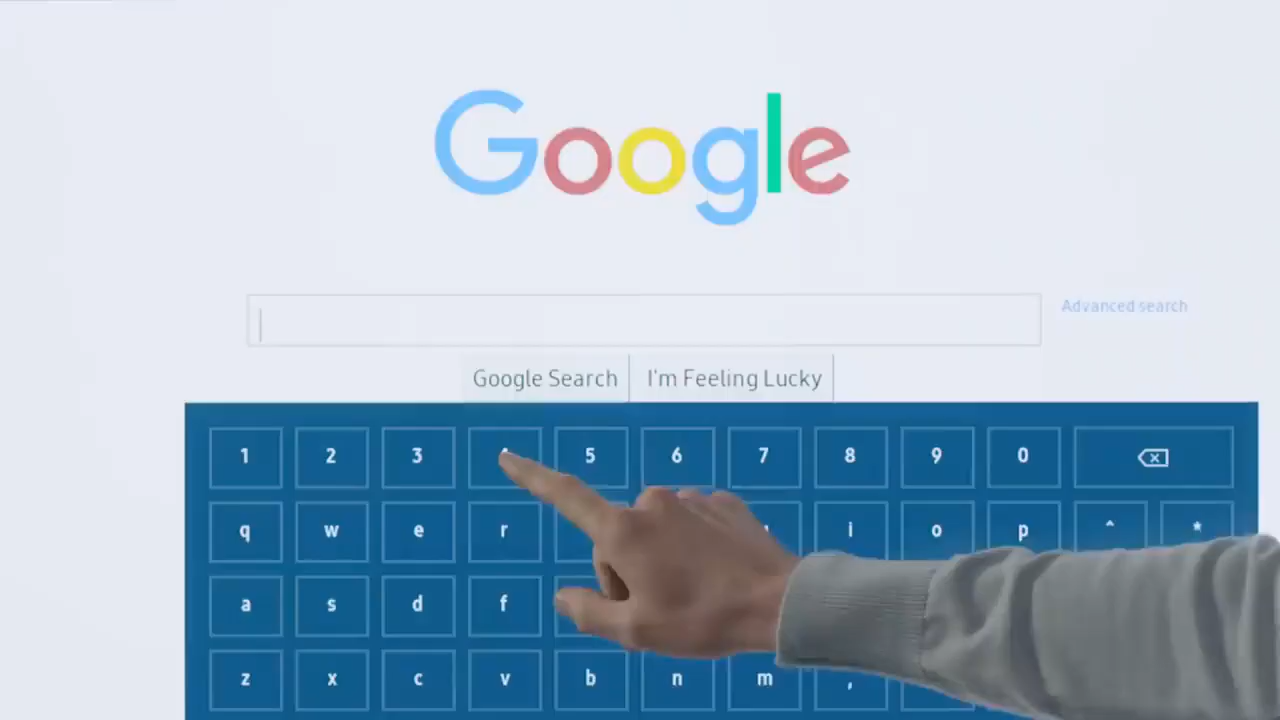 Google
Advanced search
Google Search I'm Feeling Lucky
1 2 3 5 6 7 8 9 0
q w e r i o p ^ *
a s d f
z x c v b n m ,